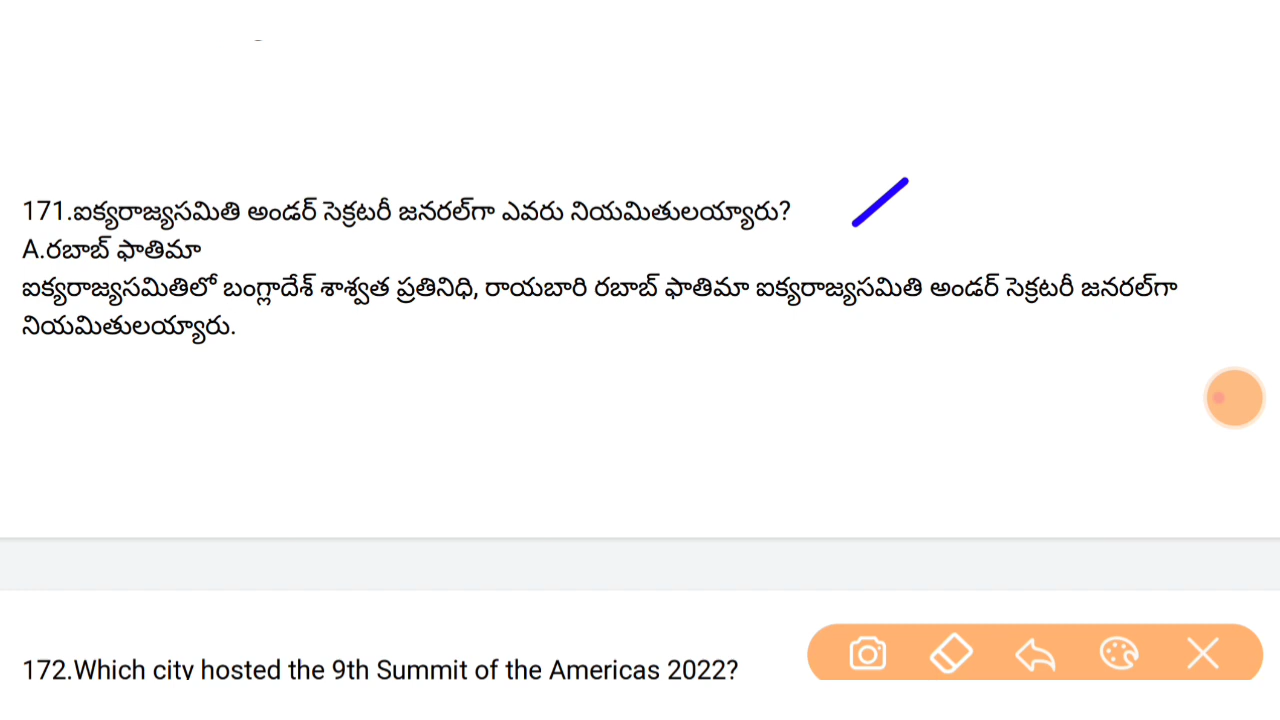 171.ఐక్యరాజ్యసమితి అండర్ సెక్రటరీ జనరల్‌గా ఎవరు నియమితులయ్యారు?
A.రబాబ్ ఫాతిమా
ఐక్యరాజ్యసమితిలో బంగ్లాదేశ్ శాశ్వత ప్రతినిధి, రాయబారి రబాబ్ ఫాతిమా ఐక్యరాజ్యసమితి అండర్ సెక్రటరీ జనరల్‌గా
నియమితులయ్యారు.
172.Which city hosted the 9th Summit of the Americas 2022?